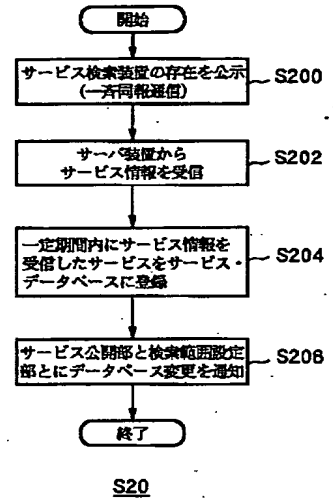 開始
サービス検索装置の存在を公示
(一斉同報通信)
S200
サーバ装置から
サービス情報を受信
S202
一定期間内にサービス情報を
受信したサービスをサービス・
データベースに登録
S204
サービス公開部と検索範囲設定
部とにデータベース変更を通知
S206
終了
S20